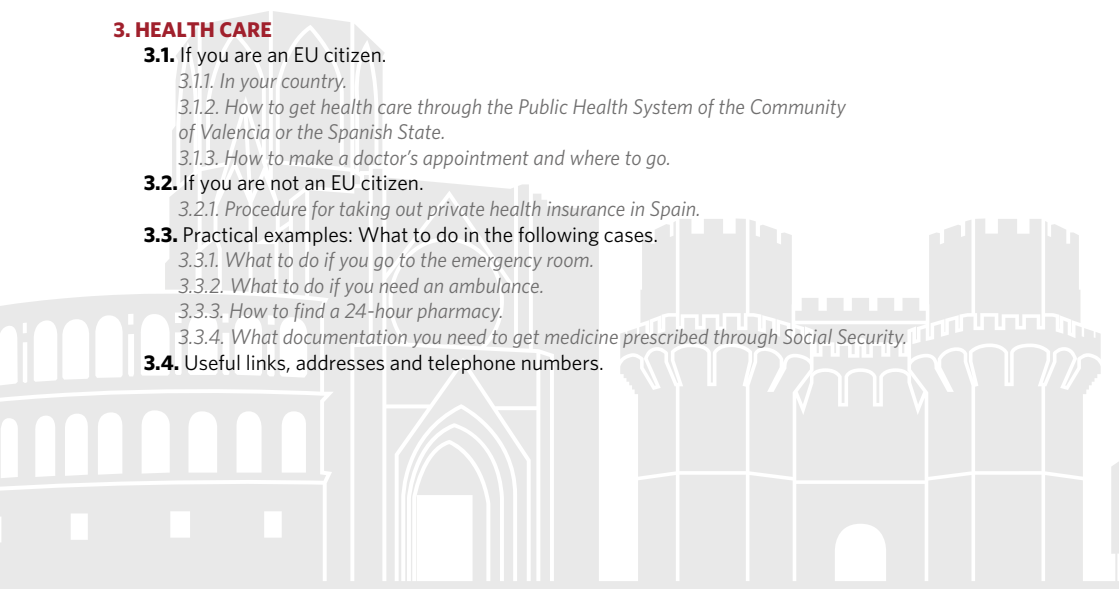 3. HEALTH CARE
3.1. If you are an EU citizen.
3.1.1. In your country.
3.1.2. How to get health care through the Public Health System of the Community
of Valencia or the Spanish State.
3.1.3. How to make a doctor's appointment and where to go.
3.2. If you are not an EU citizen.
3.2.1. Procedure for taking out private health insurance in Spain.
3.3. Practical examples: What to do in the following cases.
3.3.1. What to do if you go to the emergency room.
3.3.2. What to do if you need an ambulance.
3.3.3. How to find a 24-hour pharmacy.
3.3.4. What documentation you need to get medicine prescribed through Social Security.
3.4. Useful links, addresses and telephone numbers.